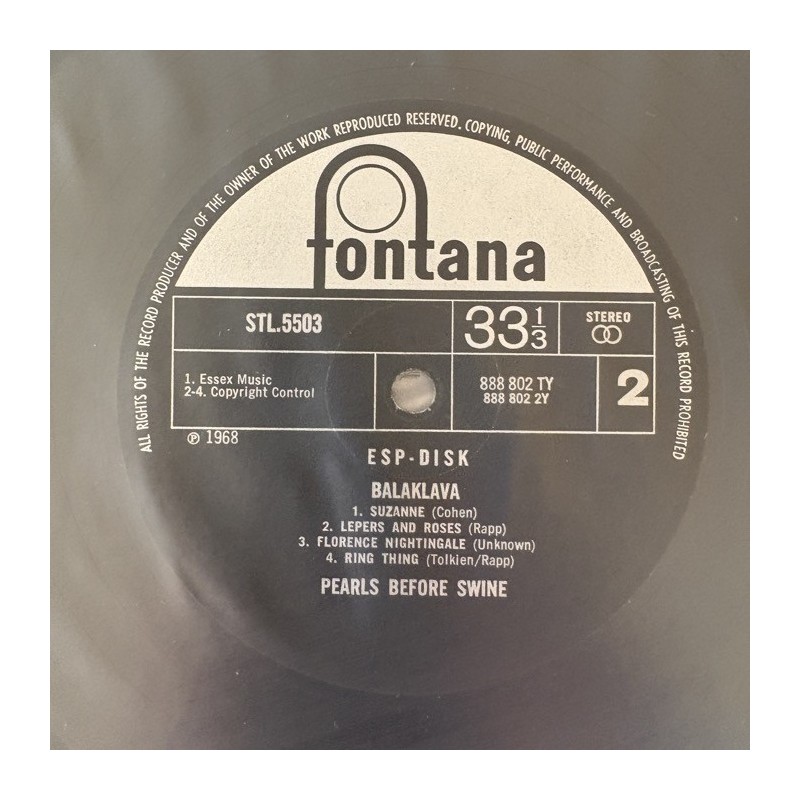 ALL RIGHTS OF THE RECORD PRODUCER AND OF THE OWNER OF THE WORK REPRODUCED RESERVED. COPYING, PUBLIC PERFORMANCE AND BROADCASTING OF THIS RECORD PROHIBITED
fontana
STL.5503
33 1/3
STEREO
1. Essex Music
2-4. Copyright Control
888 802 TY
888 802 2Y
2
℗ 1968
ESP-DISK
BALAKLAVA
1. SUZANNE (Cohen)
2. LEPERS AND ROSES (Rapp)
3. FLORENCE NIGHTINGALE (Unknown)
4. RING THING (Tolkien/Rapp)
PEARLS BEFORE SWINE